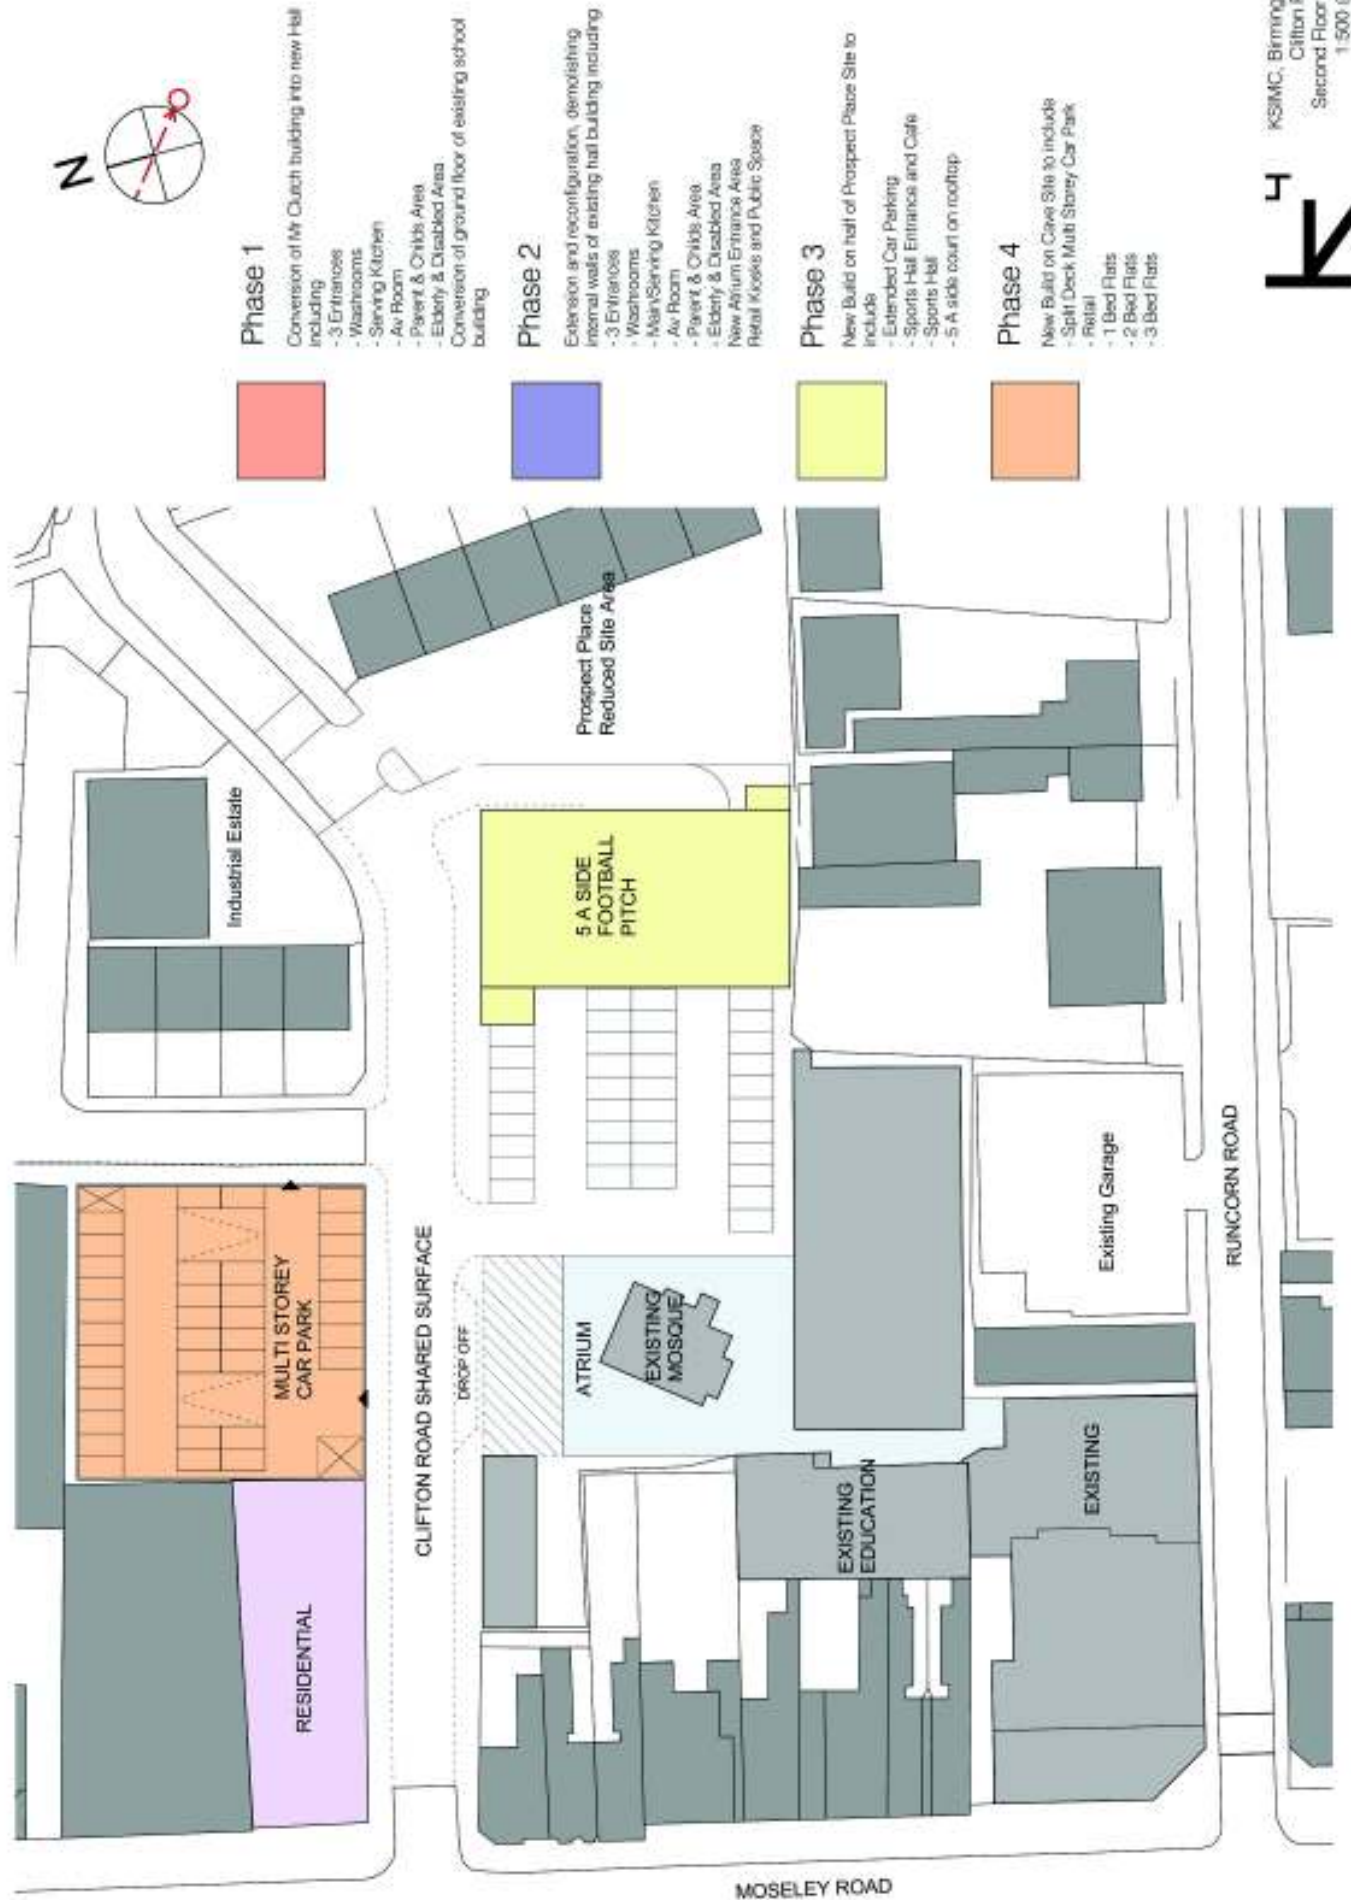 N
Phase 1
Conversion of Mr Clutch building into new Hall
including
- 3 Entrances
- Washrooms
- Serving Kitchen
- Av Room
- Parent & Childs Area
- Elderly & Disabled Area
Conversion of ground floor of existing school
building
Phase 2
Extension and reconfiguration, demolishing
internal walls of existing hall building including
- 3 Entrances
- Washrooms
- Main/Serving Kitchen
- Av Room
- Parent & Childs Area
- Elderly & Disabled Area
New Atrium Entrance Area
Retail Kiosks and Public Space
Phase 3
New Build on half of Prospect Place Site to
include
- Extended Car Parking
- Sports Hall Entrance and Cafe
- Sports Hall
- 5 A side court on rooftop
Phase 4
New Build on Cave Site to include
- Split Deck Multi Storey Car Park
- Retail
- 1 Bed Flats
- 2 Bed Flats
- 3 Bed Flats
KSIMC, Birming
Clifton
Second Floor
1:500
Industrial Estate
Prospect Place
Reduced Site Area
5 A SIDE
FOOTBALL
PITCH
MULTI STOREY
CAR PARK
RESIDENTIAL
CLIFTON ROAD SHARED SURFACE
DROP OFF
ATRIUM
EXISTING
MOSQUE
EXISTING
EDUCATION
EXISTING
Existing Garage
RUNCORN ROAD
MOSELEY ROAD